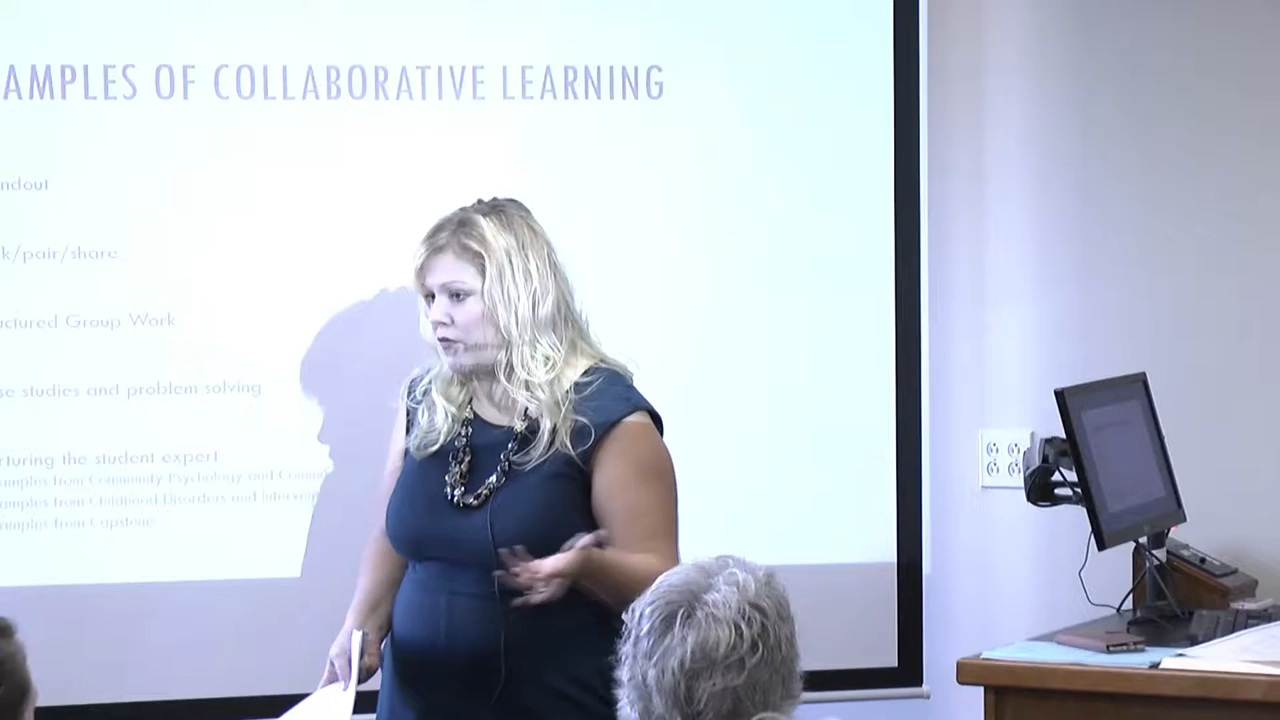 AMPLES OF COLLABORATIVE LEARNING
ndout
k/pair/share
uctured Group Work
se studies and problem solving
rturing the student expert
amples from Community Psychology and
amples from Childhood Disorders and
amples from Capstone